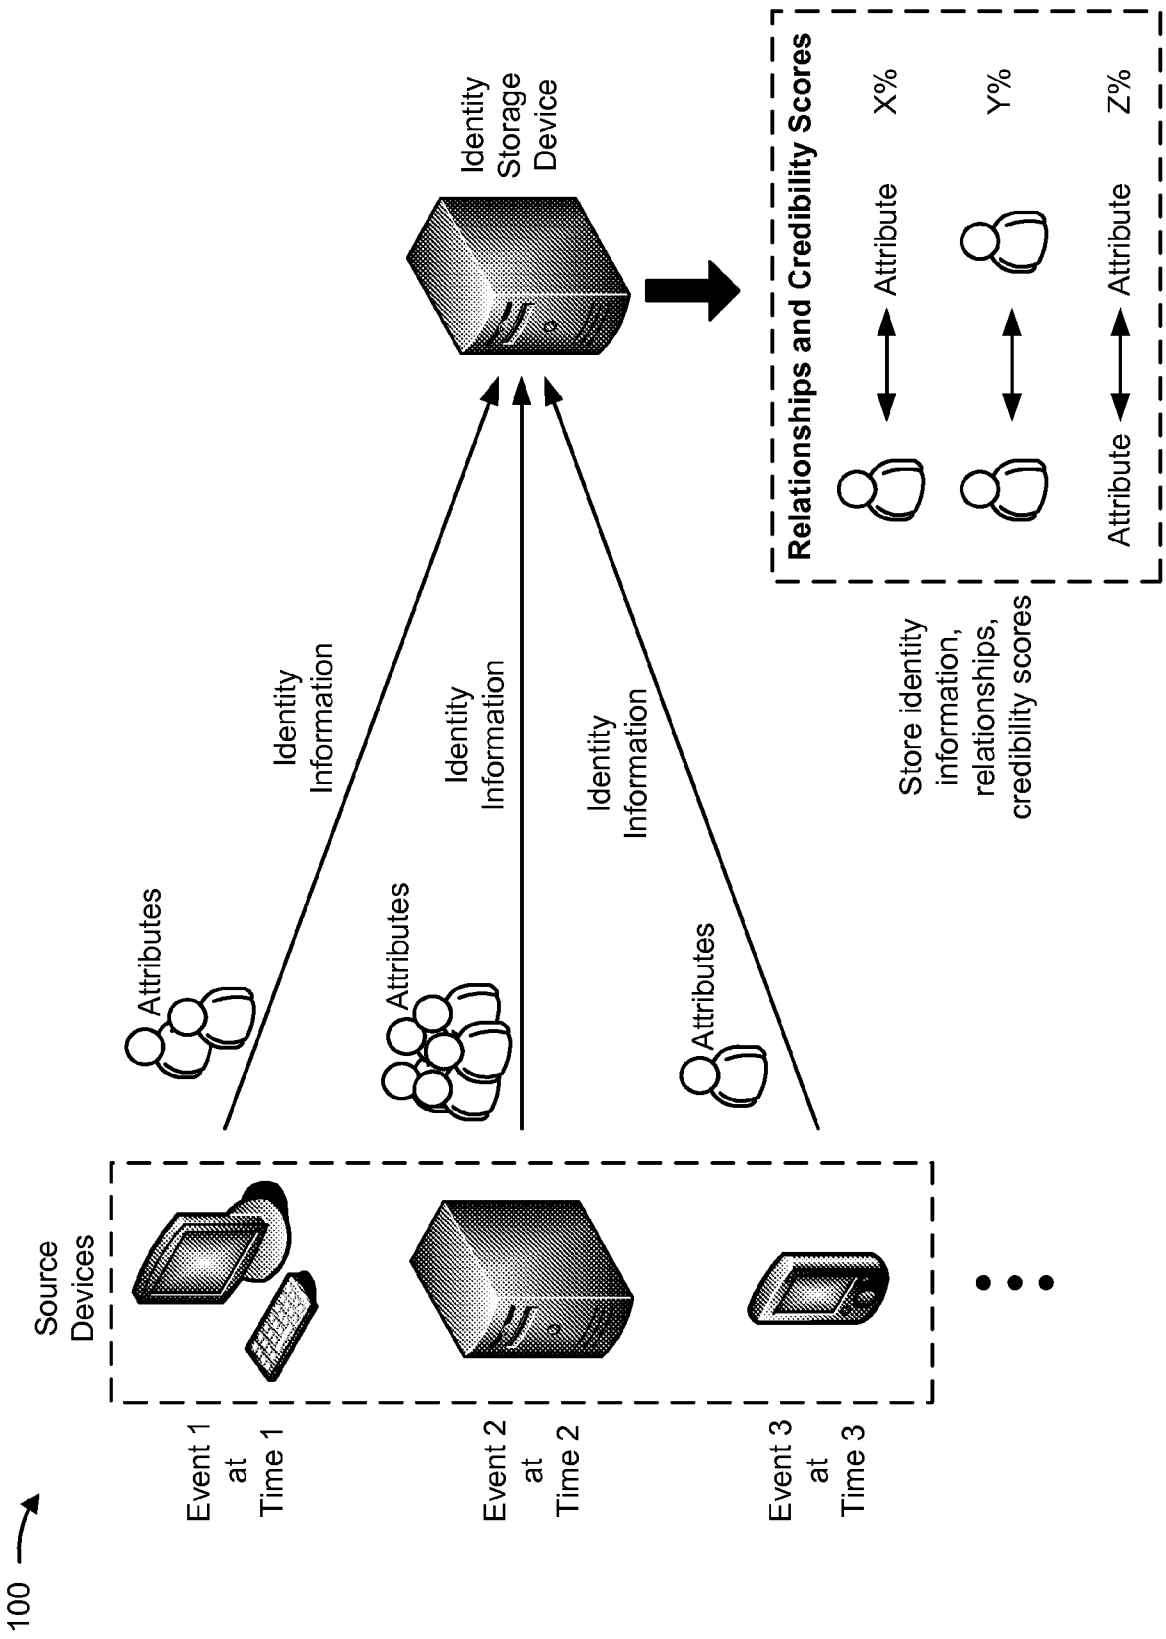 100
Source
Devices
Event 1
at
Time 1
Attributes
Identity
Information
Event 2
at
Time 2
Attributes
Identity
Information
Event 3
at
Time 3
Attributes
Identity
Information
Identity
Storage
Device
Store identity
information,
relationships,
credibility scores
Relationships and Credibility Scores
Attribute X%
Y%
Attribute Attribute Z%